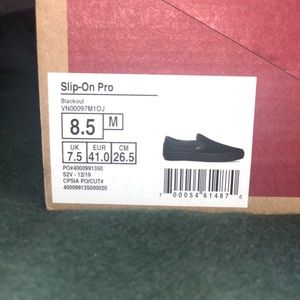 Slip-On Pro
Blackout
VN00097M1OJ
8.5 M
UK EUR CM
7.5 41.0 26.5
PO#4000991350
S2V - 12/19
CPSIA PO/CUT#
400099135000020
7 00054 61487 0